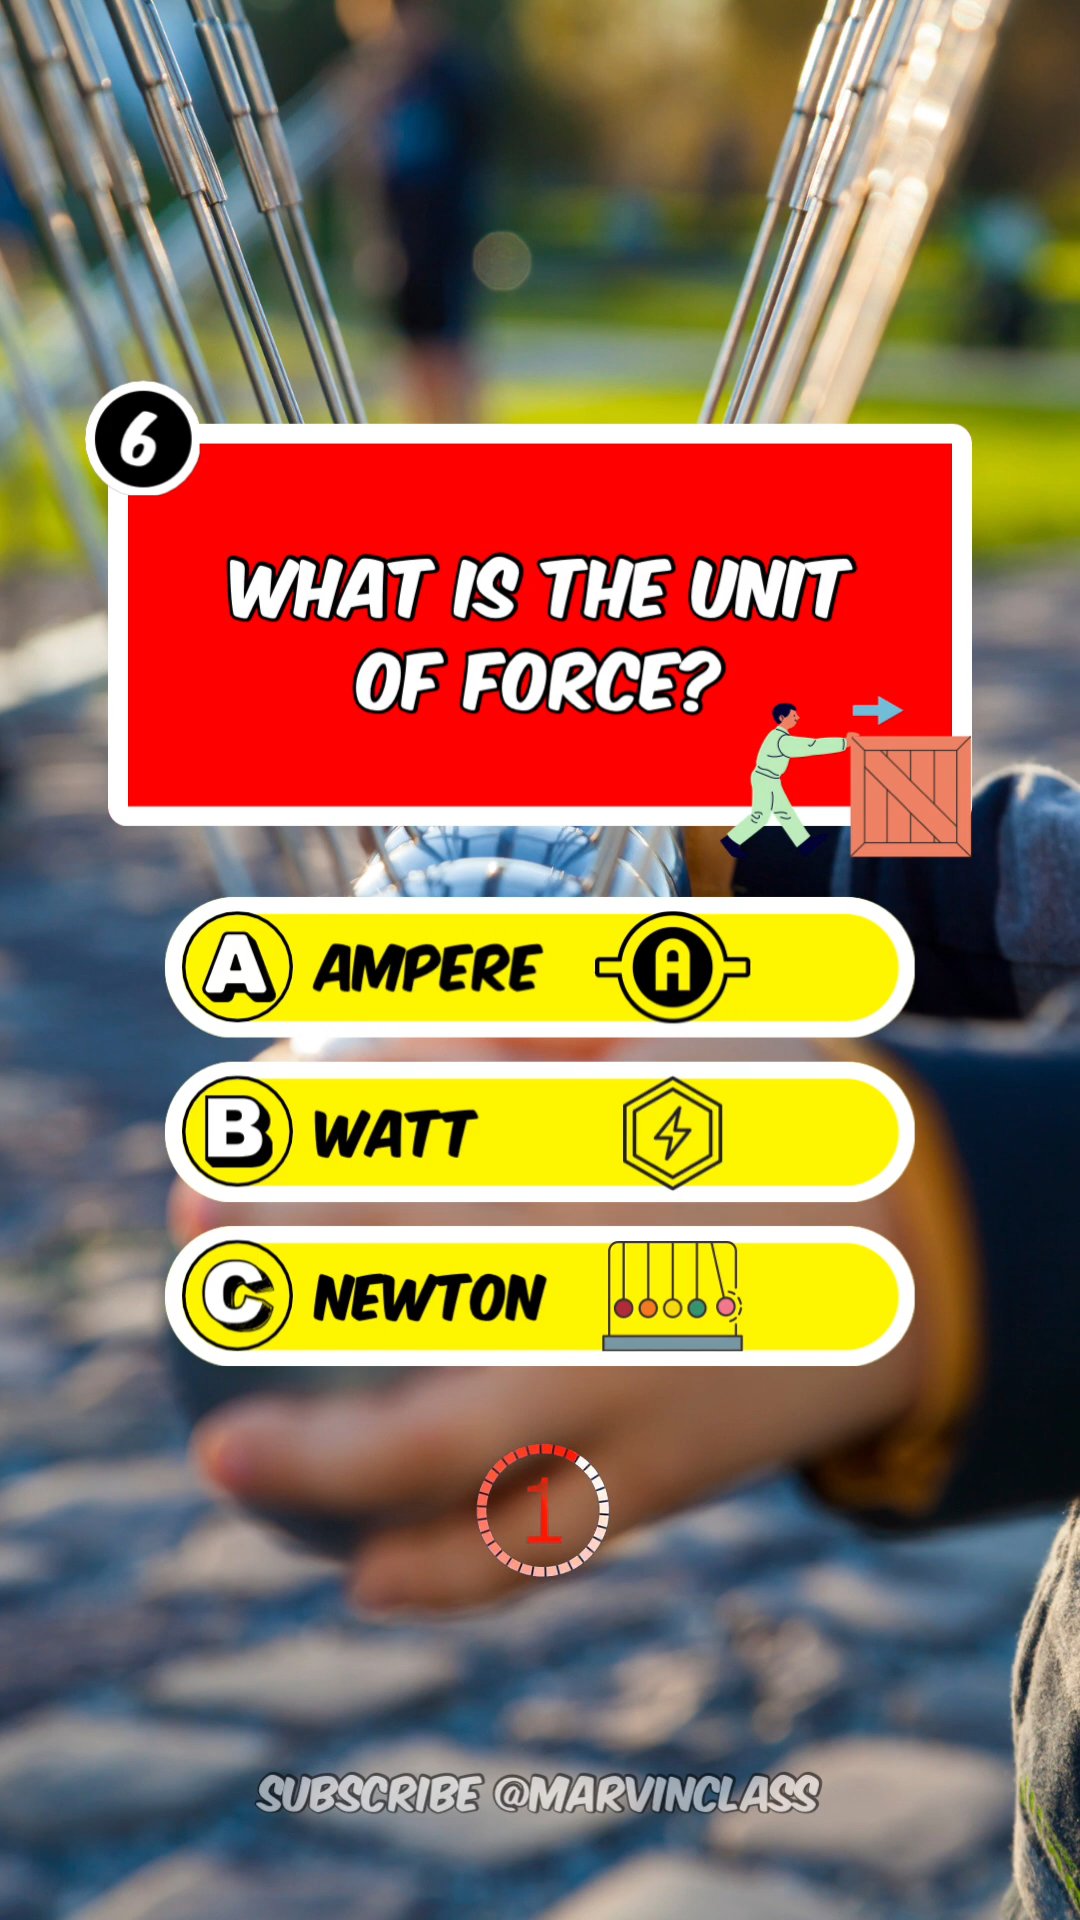 6
WHAT IS THE UNIT
OF FORCE?
A AMPERE A
B WATT
C NEWTON
1
SUBSCRIBE @MARVINCLASS